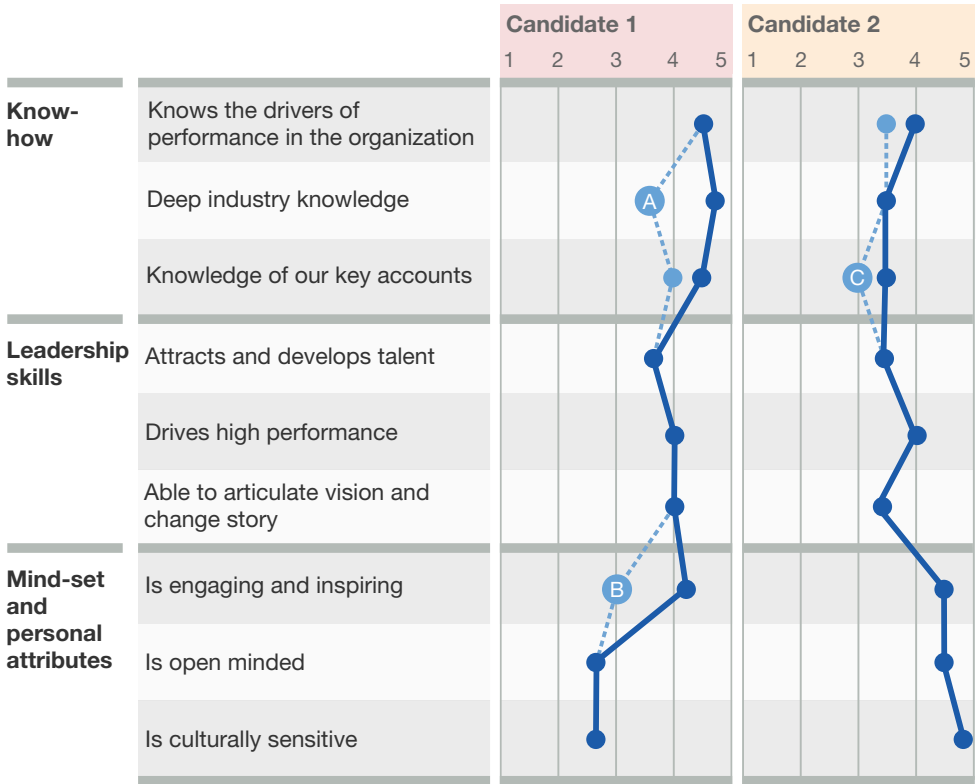 Candidate 1
Candidate 2
1 2 3 4 5
1 2 3 4 5
Know-
how
Knows the drivers of
performance in the organization
Deep industry knowledge
A
Knowledge of our key accounts
C
Leadership
skills
Attracts and develops talent
Drives high performance
Able to articulate vision and
change story
Mind-set
and
personal
attributes
Is engaging and inspiring
B
Is open minded
Is culturally sensitive